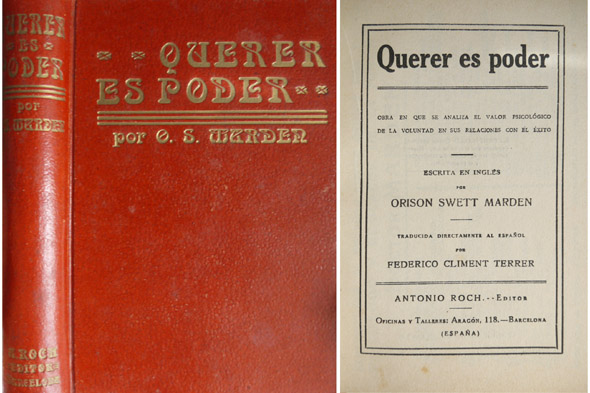 QUERER
ES
PODER
por
S. MARDEN
ROCH
EDITOR
BARCELONA
QUERER
ES PODER
por O. S. MARDEN
Querer es poder
OBRA EN QUE SE ANALIZA EL VALOR PSICOLÓGICO
DE LA VOLUNTAD EN SUS RELACIONES CON EL ÉXITO
ESCRITA EN INGLÉS
POR
ORISON SWETT MARDEN
TRADUCIDA DIRECTAMENTE AL ESPAÑOL
POR
FEDERICO CLIMENT TERRER
ANTONIO ROCH.--Editor
Oficinas y Talleres: Aragón, 118.—Barcelona
(ESPAÑA)